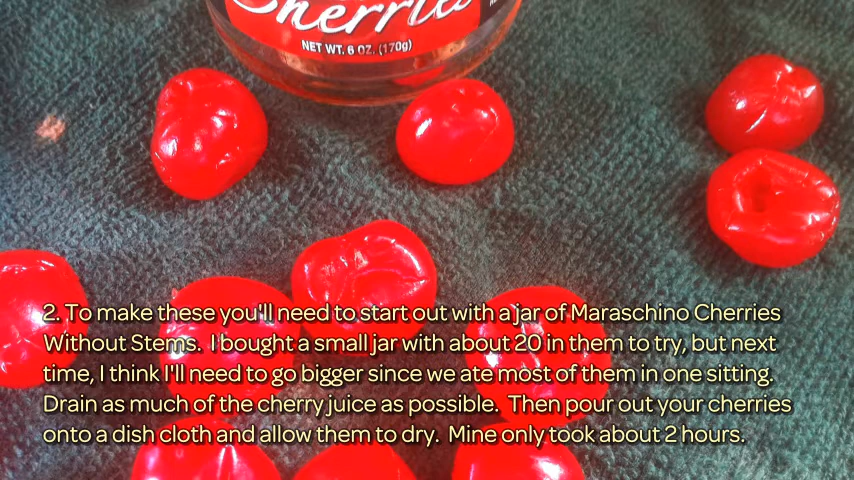 Cherries
NET WT. 6 OZ. (170g)
2. To make these you'll need to start out with a jar of Maraschino Cherries
Without Stems.  I bought a small jar with about 20 in them to try, but next
time, I think I'll need to go bigger since we ate most of them in one sitting.
Drain as much of the cherry juice as possible.  Then pour out your cherries
onto a dish cloth and allow them to dry.  Mine only took about 2 hours.